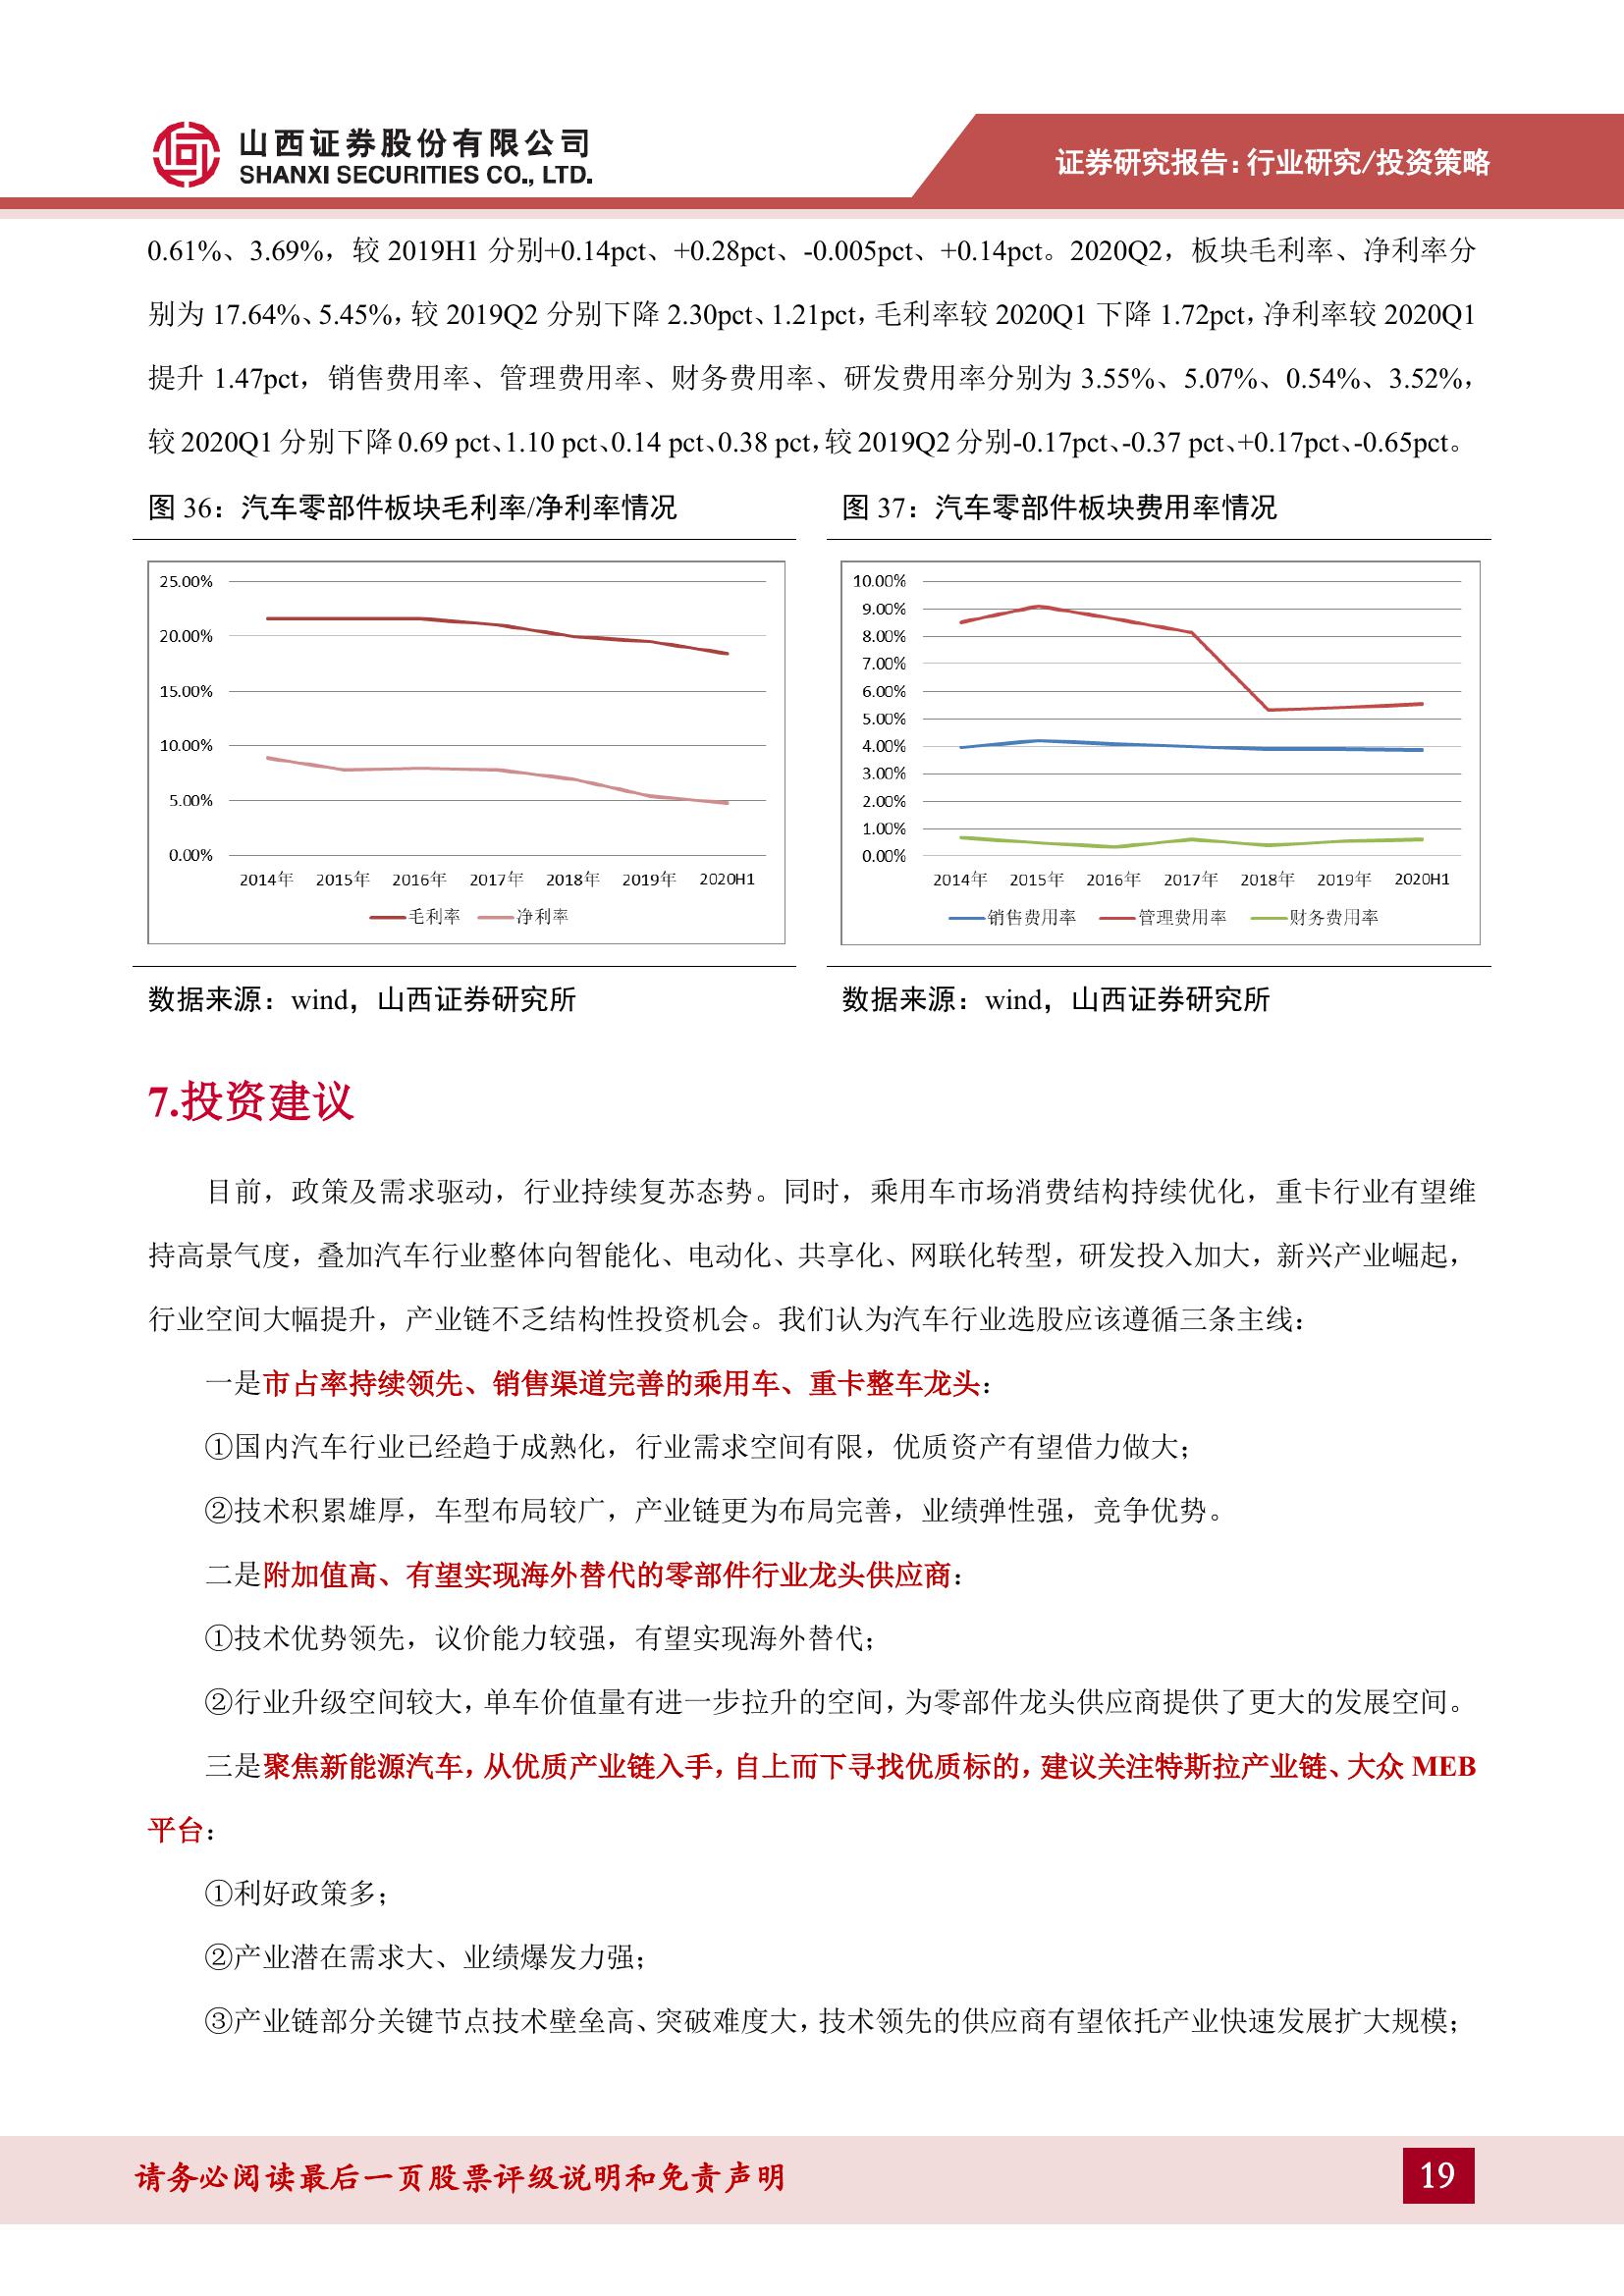 山西证券股份有限公司
SHANXI SECURITIES CO., LTD.
证券研究报告：行业研究/投资策略
0.61%、3.69%，较 2019H1 分别+0.14pct、+0.28pct、-0.005pct、+0.14pct。2020Q2，板块毛利率、净利率分
别为 17.64%、5.45%，较 2019Q2 分别下降 2.30pct、1.21pct，毛利率较 2020Q1 下降 1.72pct，净利率较 2020Q1
提升 1.47pct，销售费用率、管理费用率、财务费用率、研发费用率分别为 3.55%、5.07%、0.54%、3.52%，
较 2020Q1 分别下降 0.69 pct、1.10 pct、0.14 pct、0.38 pct，较 2019Q2 分别-0.17pct、-0.37 pct、+0.17pct、-0.65pct。
图 36：汽车零部件板块毛利率/净利率情况
25.00%
20.00%
15.00%
10.00%
5.00%
0.00%
2014年 2015年 2016年 2017年 2018年 2019年 2020H1
毛利率 净利率
数据来源：wind，山西证券研究所
图 37：汽车零部件板块费用率情况
10.00%
9.00%
8.00%
7.00%
6.00%
5.00%
4.00%
3.00%
2.00%
1.00%
0.00%
2014年 2015年 2016年 2017年 2018年 2019年 2020H1
销售费用率 管理费用率 财务费用率
数据来源：wind，山西证券研究所
7.投资建议
目前，政策及需求驱动，行业持续复苏态势。同时，乘用车市场消费结构持续优化，重卡行业有望维
持高景气度，叠加汽车行业整体向智能化、电动化、共享化、网联化转型，研发投入加大，新兴产业崛起，
行业空间大幅提升，产业链不乏结构性投资机会。我们认为汽车行业选股应该遵循三条主线：
一是市占率持续领先、销售渠道完善的乘用车、重卡整车龙头：
①国内汽车行业已经趋于成熟化，行业需求空间有限，优质资产有望借力做大；
②技术积累雄厚，车型布局较广，产业链更为布局完善，业绩弹性强，竞争优势。
二是附加值高、有望实现海外替代的零部件行业龙头供应商：
①技术优势领先，议价能力较强，有望实现海外替代；
②行业升级空间较大，单车价值量有进一步拉升的空间，为零部件龙头供应商提供了更大的发展空间。
三是聚焦新能源汽车，从优质产业链入手，自上而下寻找优质标的，建议关注特斯拉产业链、大众 MEB
平台：
①利好政策多；
②产业潜在需求大、业绩爆发力强；
③产业链部分关键节点技术壁垒高、突破难度大，技术领先的供应商有望依托产业快速发展扩大规模；
请务必阅读最后一页股票评级说明和免责声明
19